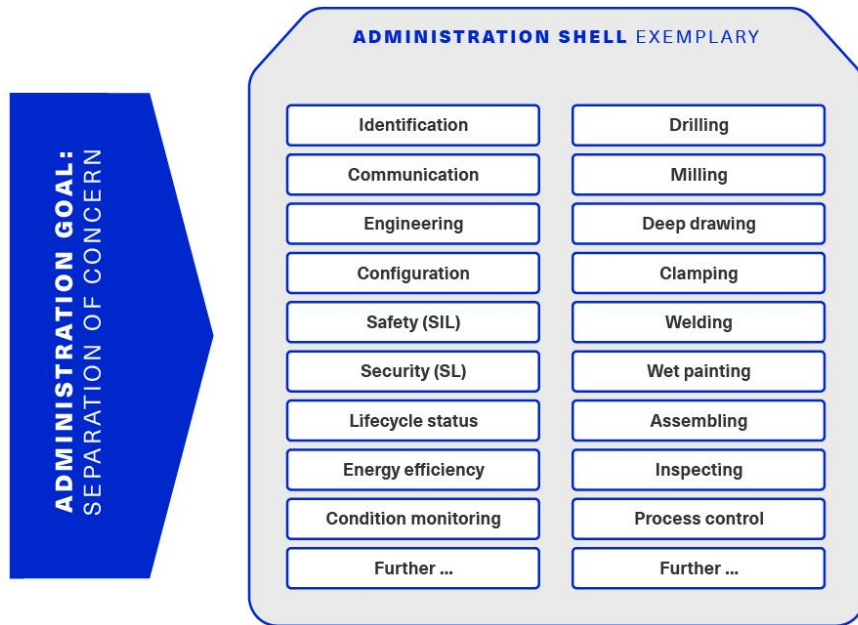 ADMINISTRATION GOAL:
SEPARATION OF CONCERN
ADMINISTRATION SHELL EXEMPLARY
Identification
Communication
Engineering
Configuration
Safety (SIL)
Security (SL)
Lifecycle status
Energy efficiency
Condition monitoring
Further ...
Drilling
Milling
Deep drawing
Clamping
Welding
Wet painting
Assembling
Inspecting
Process control
Further ...